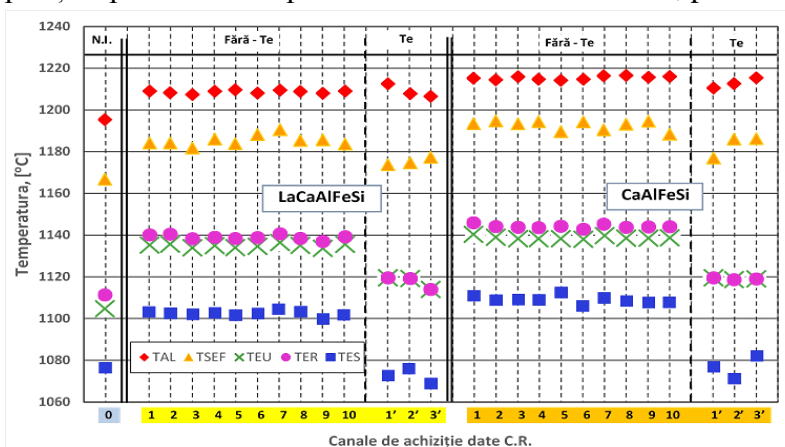 1240
N.I. Fără - Te Te Fără - Te Te
1220
1200
1180
1160
LaCaAlFeSi CaAlFeSi
1140
1120
1100
1080
TAL TSEF TEU TER TES
1060
0 1 2 3 4 5 6 7 8 9 10 1’ 2’ 3’ 1 2 3 4 5 6 7 8 9 10 1’ 2’ 3’
Temperatura, [ºC]
Canale de achiziție date C.R.